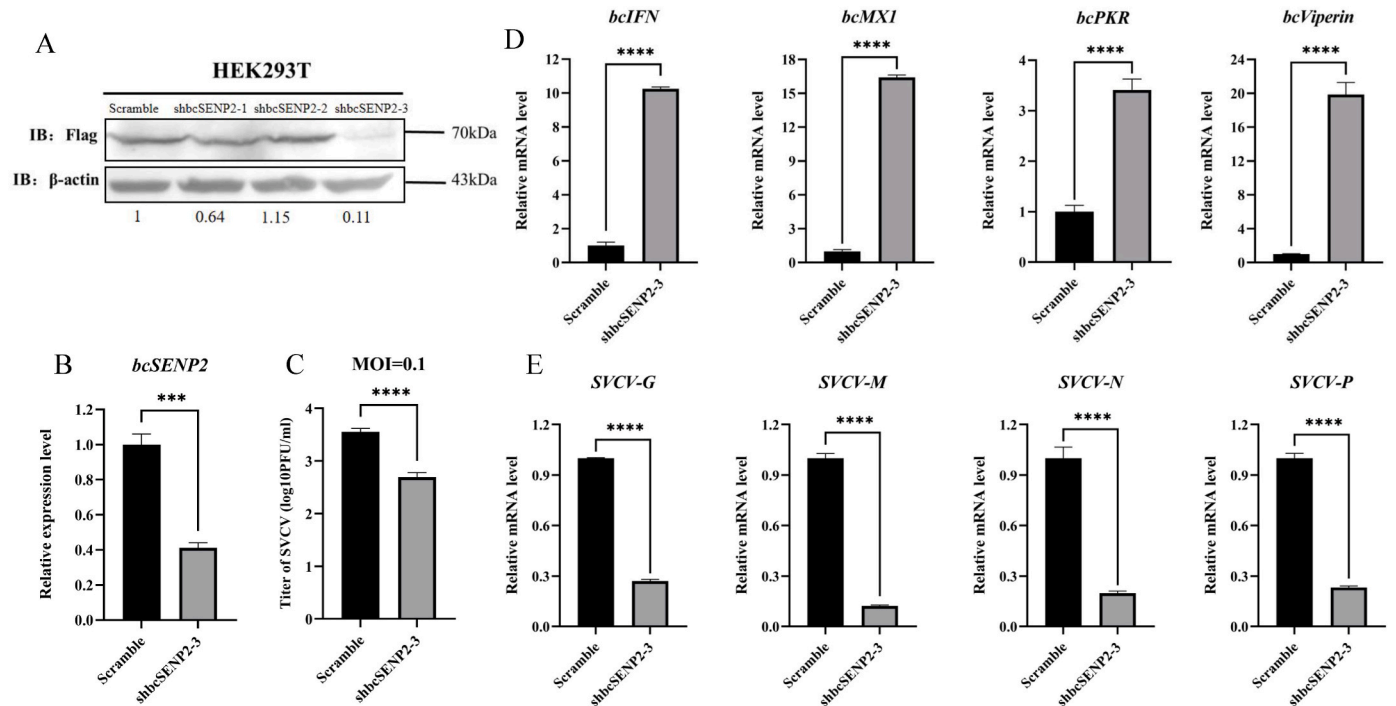 A
HEK293T
Scramble shbcSENP2-1 shbcSENP2-2 shbcSENP2-3
IB: Flag
70kDa
IB: β-actin
43kDa
1 0.64 1.15 0.11
D
bcIFN
****
Relative mRNA level
12
10
8
6
4
2
0
Scramble
shbcSENP2-3
bcMX1
****
Relative mRNA level
18
15
12
9
6
3
0
Scramble
shbcSENP2-3
bcPKR
****
Relative mRNA level
4
3
2
1
0
Scramble
shbcSENP2-3
bcViperin
****
Relative mRNA level
24
20
16
12
8
4
0
Scramble
shbcSENP2-3
B
bcSENP2
***
Relative expression level
1.2
1.0
0.8
0.6
0.4
0.2
0.0
Scramble
shbcSENP2-3
C
MOI=0.1
****
Titer of SVCV (log10PFU/ml)
4
3
2
1
0
Scramble
shbcSENP2-3
E
SVCV-G
****
Relative mRNA level
1.2
0.9
0.6
0.3
0.0
Scramble
shbcSENP2-3
SVCV-M
****
Relative mRNA level
1.2
0.9
0.6
0.3
0.0
Scramble
shbcSENP2-3
SVCV-N
****
Relative mRNA level
1.2
0.9
0.6
0.3
0.0
Scramble
shbcSENP2-3
SVCV-P
****
Relative mRNA level
1.2
0.9
0.6
0.3
0.0
Scramble
shbcSENP2-3